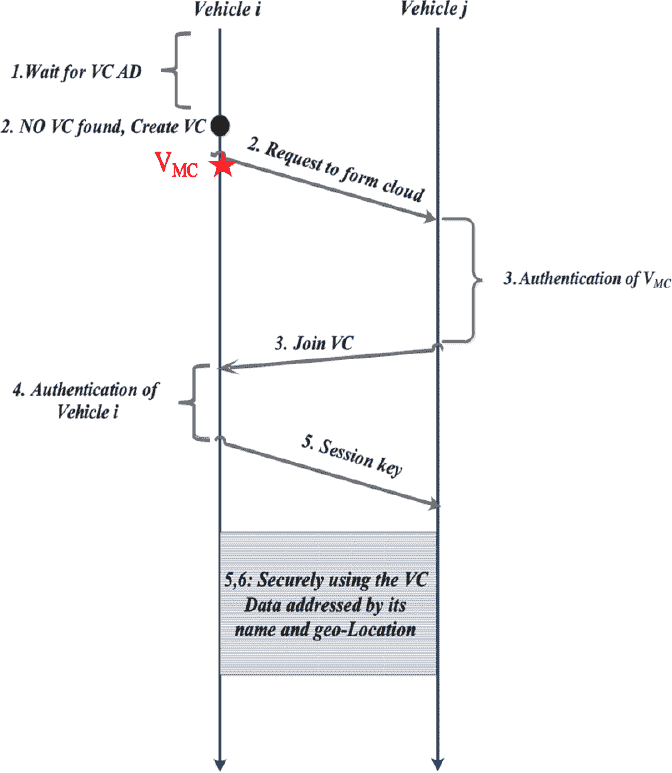 Vehicle i
Vehicle j
1.Wait for VC AD
2. NO VC found, Create VC
V_MC
2. Request to form cloud
3. Authentication of V_MC
3. Join VC
4. Authentication of
Vehicle i
5. Session key
5,6: Securely using the VC
Data addressed by its
name and geo-Location